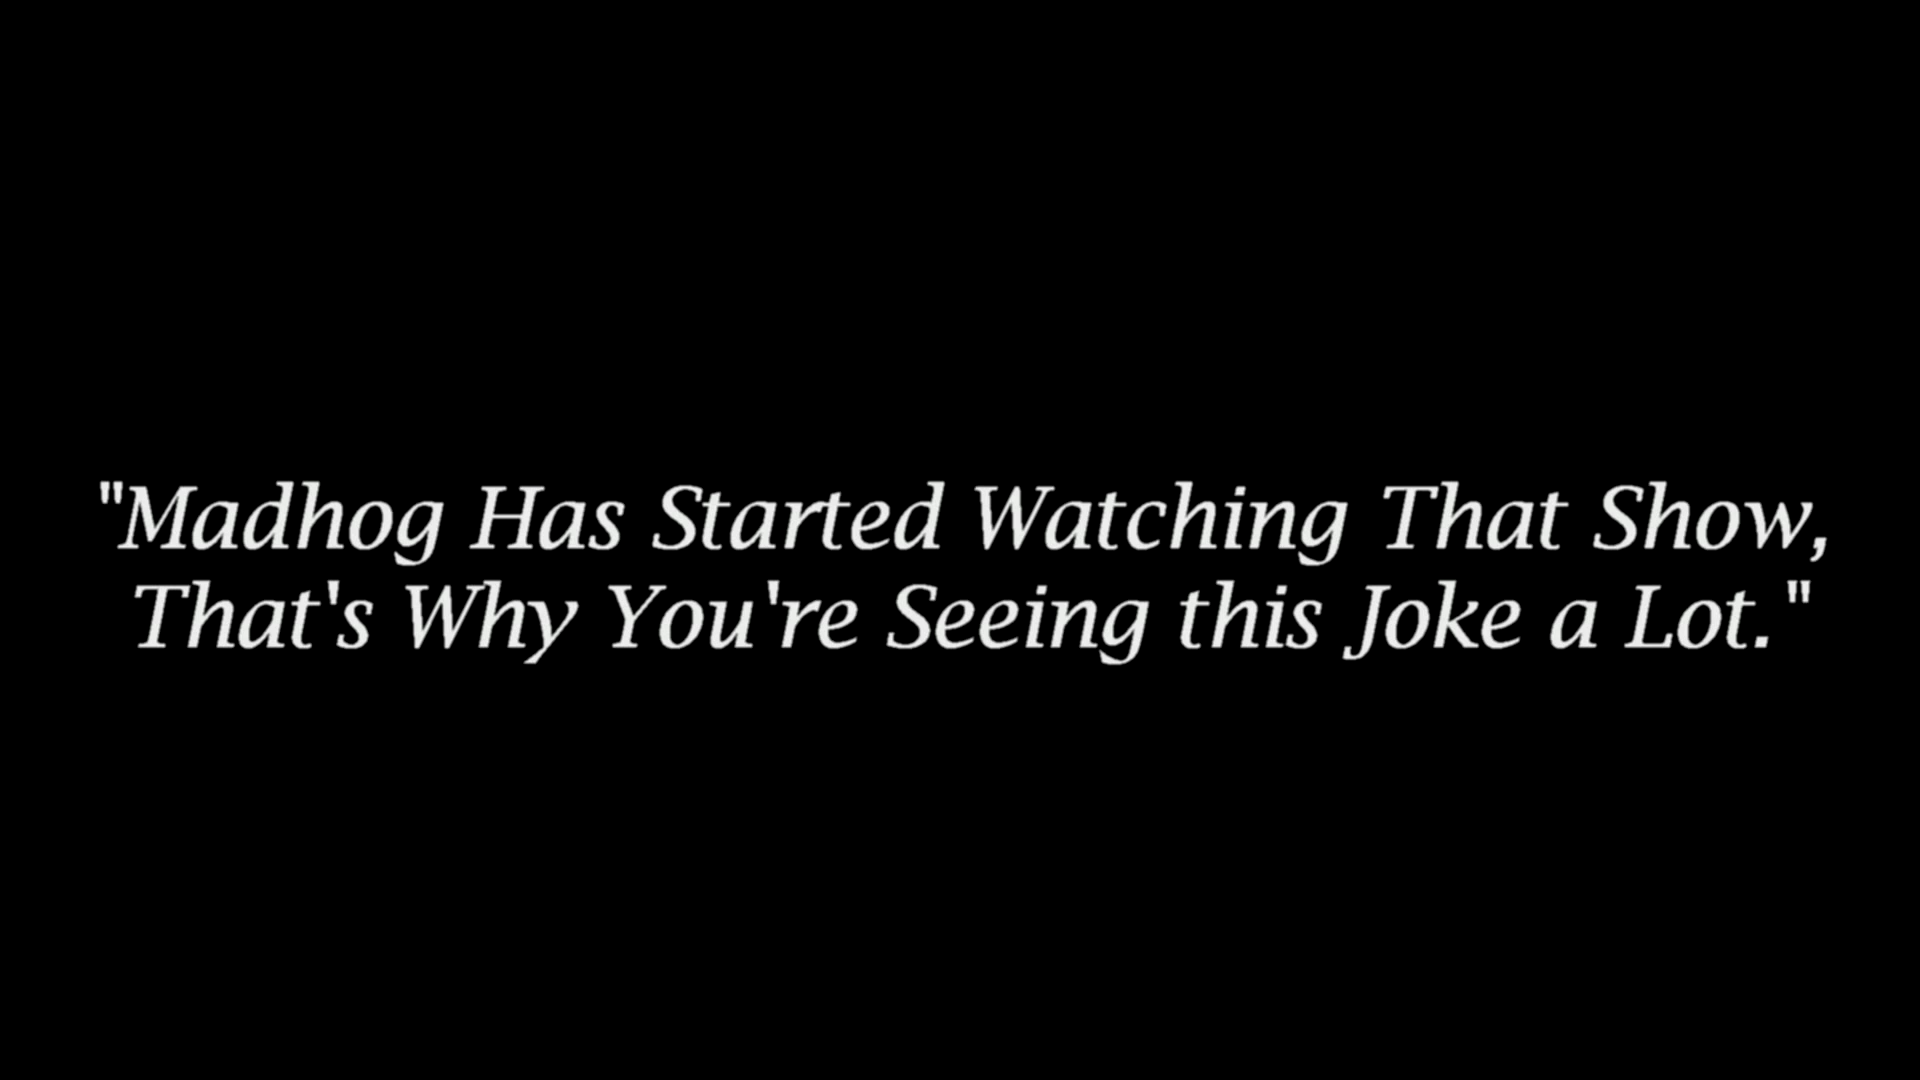 "Madhog Has Started Watching That Show,
That's Why You're Seeing this Joke a Lot."